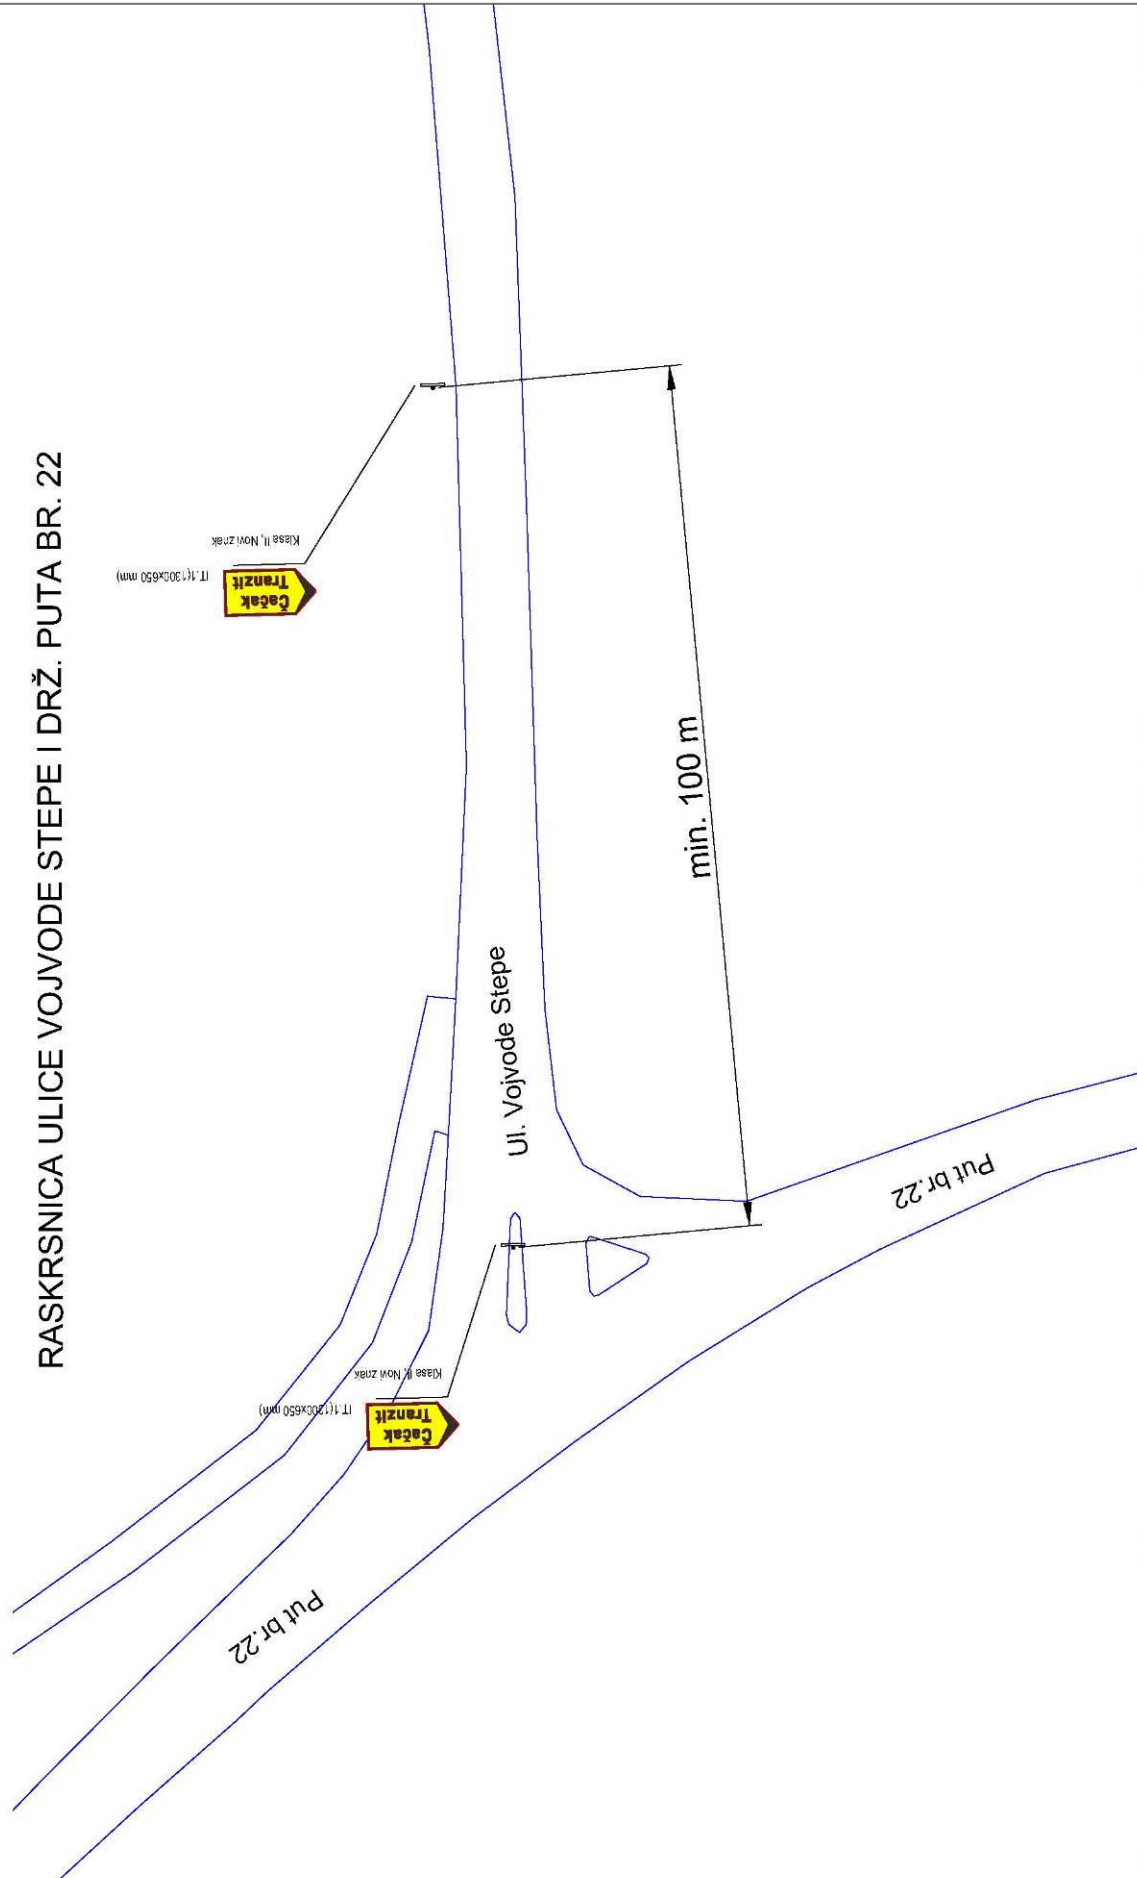 RASKRSNICA ULICE VOJVODE STEPE I DRŽ. PUTA BR. 22
IT.1(1300x650 mm)
Klasa II, Novi znak
Čačak
Tranzit
min. 100 m
Ul. Vojvode Stepe
Put br.22
IT.1(1300x650 mm)
Klasa II, Novi znak
Čačak
Tranzit
Put br.22